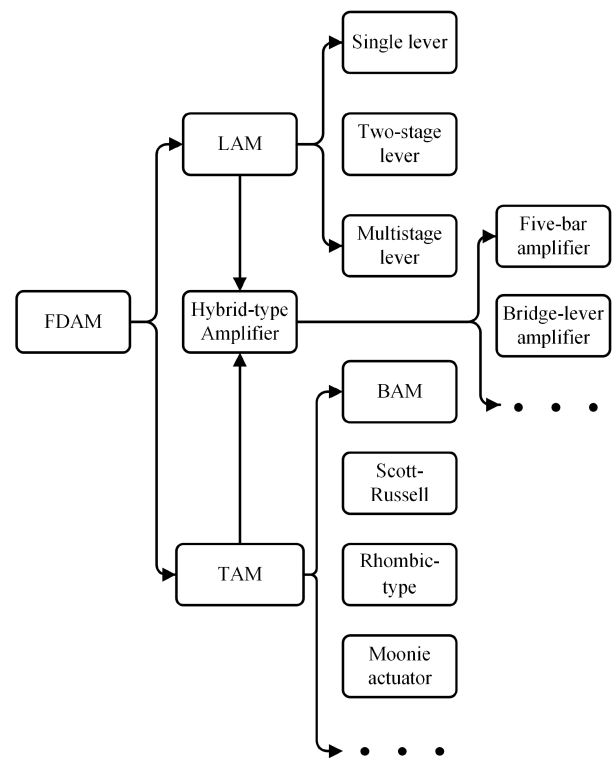 Single lever
LAM
Two-stage
lever
Multistage
lever
Five-bar
amplifier
FDAM
Hybrid-type
Amplifier
Bridge-lever
amplifier
BAM
Scott-
Russell
TAM
Rhombic-
type
Moonie
actuator